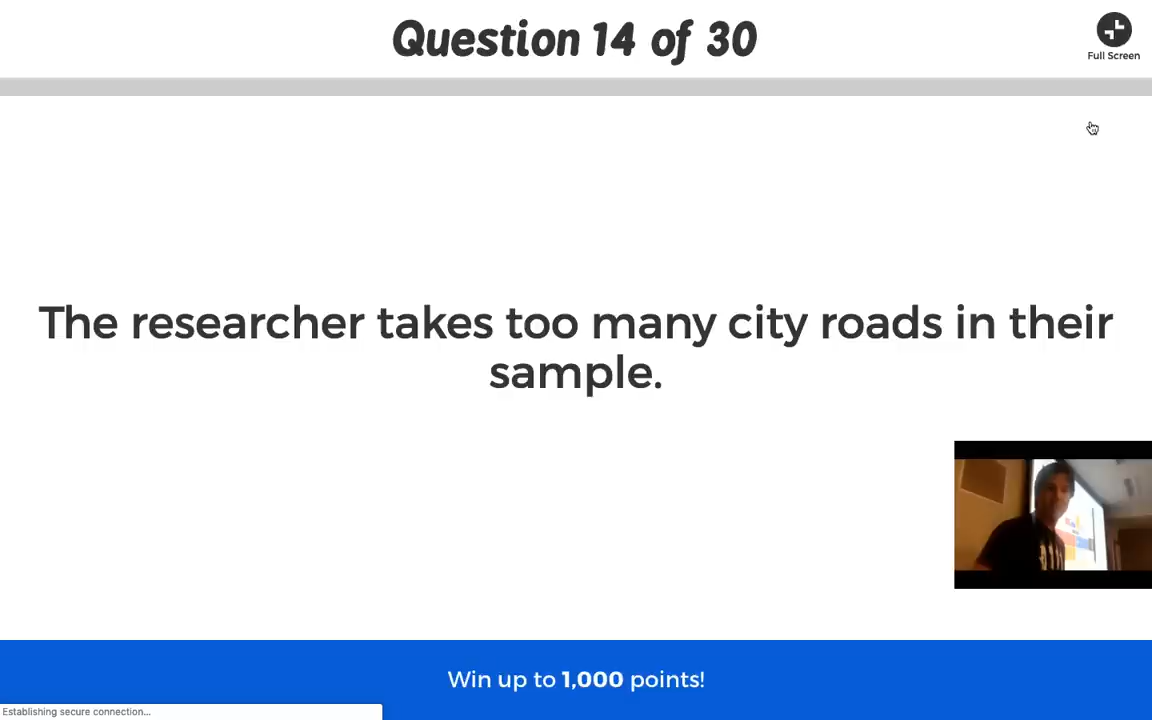 Question 14 of 30
Full Screen
The researcher takes too many city roads in their
sample.
Win up to 1,000 points!
Establishing secure connection...